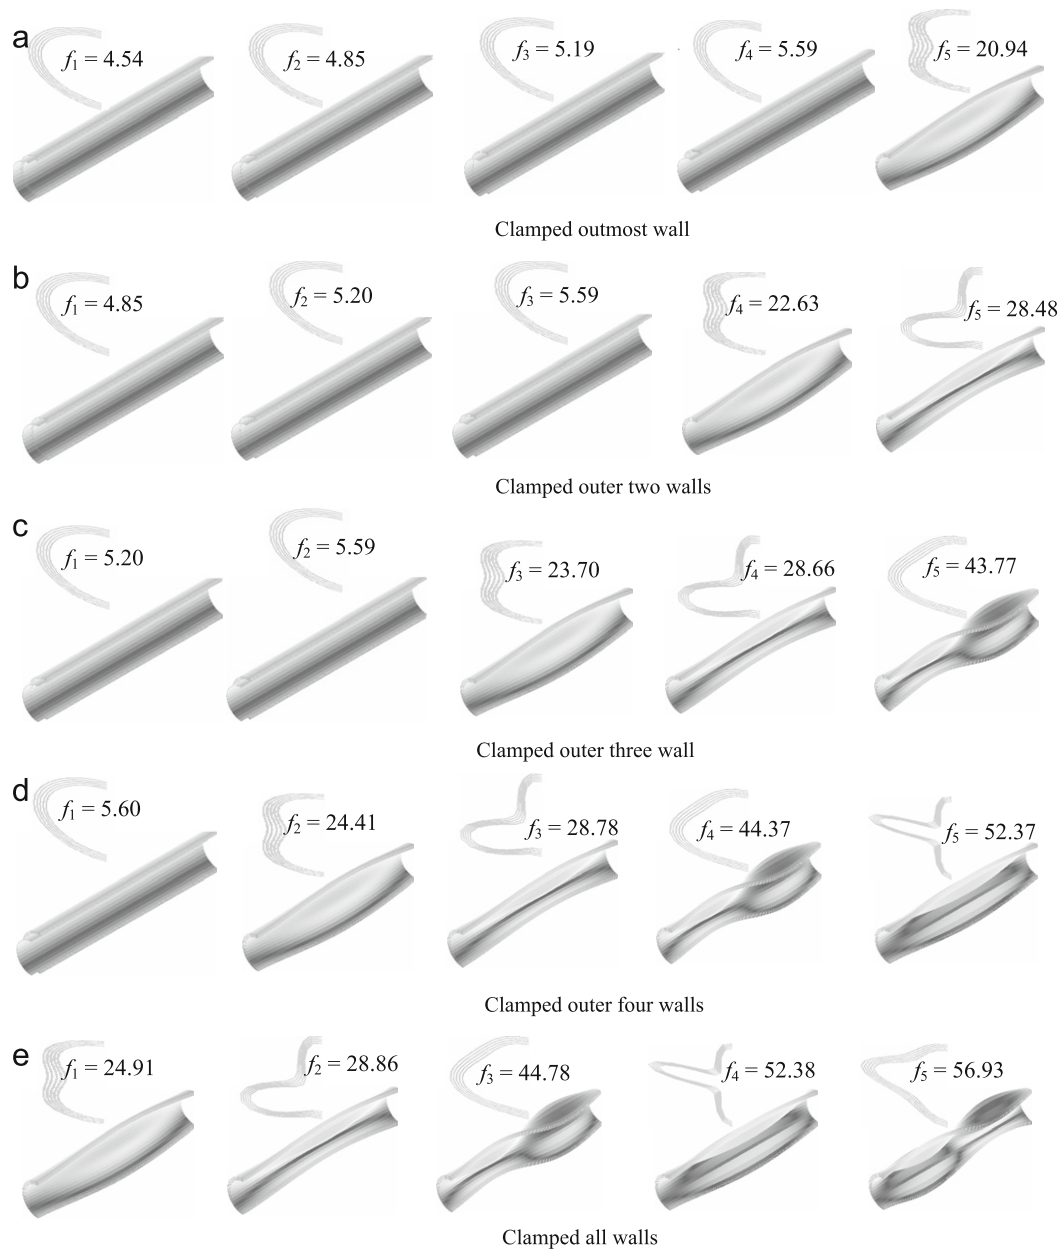 a
f₁ = 4.54
f₂ = 4.85
f₃ = 5.19
f₄ = 5.59
f₅ = 20.94
Clamped outmost wall
b
f₁ = 4.85
f₂ = 5.20
f₃ = 5.59
f₄ = 22.63
f₅ = 28.48
Clamped outer two walls
c
f₁ = 5.20
f₂ = 5.59
f₃ = 23.70
f₄ = 28.66
f₅ = 43.77
Clamped outer three wall
d
f₁ = 5.60
f₂ = 24.41
f₃ = 28.78
f₄ = 44.37
f₅ = 52.37
Clamped outer four walls
e
f₁ = 24.91
f₂ = 28.86
f₃ = 44.78
f₄ = 52.38
f₅ = 56.93
Clamped all walls